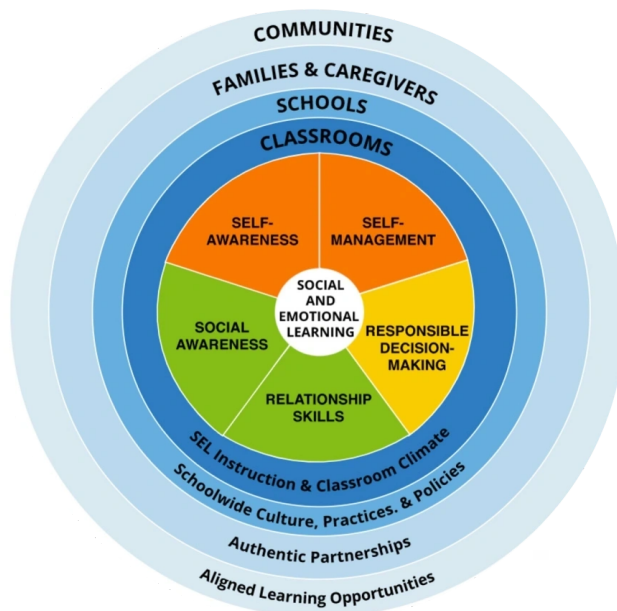 COMMUNITIES
FAMILIES & CAREGIVERS
SCHOOLS
CLASSROOMS
SELF-
AWARENESS
SELF-
MANAGEMENT
SOCIAL
AND
EMOTIONAL
LEARNING
SOCIAL
AWARENESS
RESPONSIBLE
DECISION-
MAKING
RELATIONSHIP
SKILLS
SEL Instruction & Classroom Climate
Schoolwide Culture, Practices. & Policies
Authentic Partnerships
Aligned Learning Opportunities